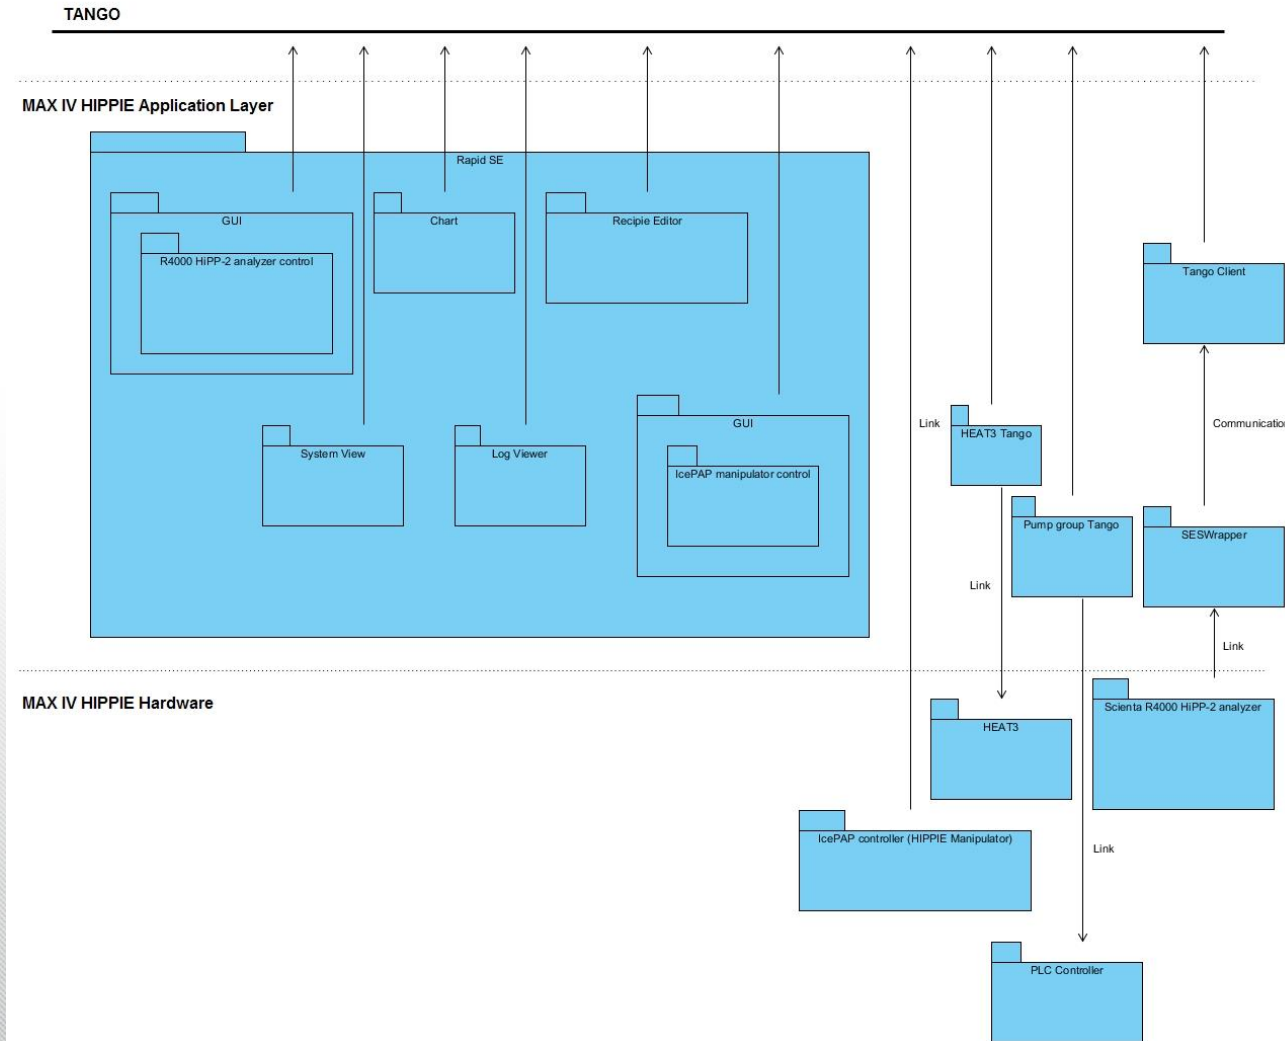 TANGO
MAX IV HIPPIE Application Layer
Rapid SE
GUI
Chart
Recipie Editor
R4000 HiPP-2 analyzer control
Tango Client
System View
Log Viewer
GUI
IcePAP manipulator control
Link
HEAT3 Tango
Communicatio
Pump group Tango
SESWrapper
Link
Link
MAX IV HIPPIE Hardware
Scienta R4000 HiPP-2 analyzer
HEAT3
IcePAP controller (HIPPIE Manipulator)
Link
PLC Controller